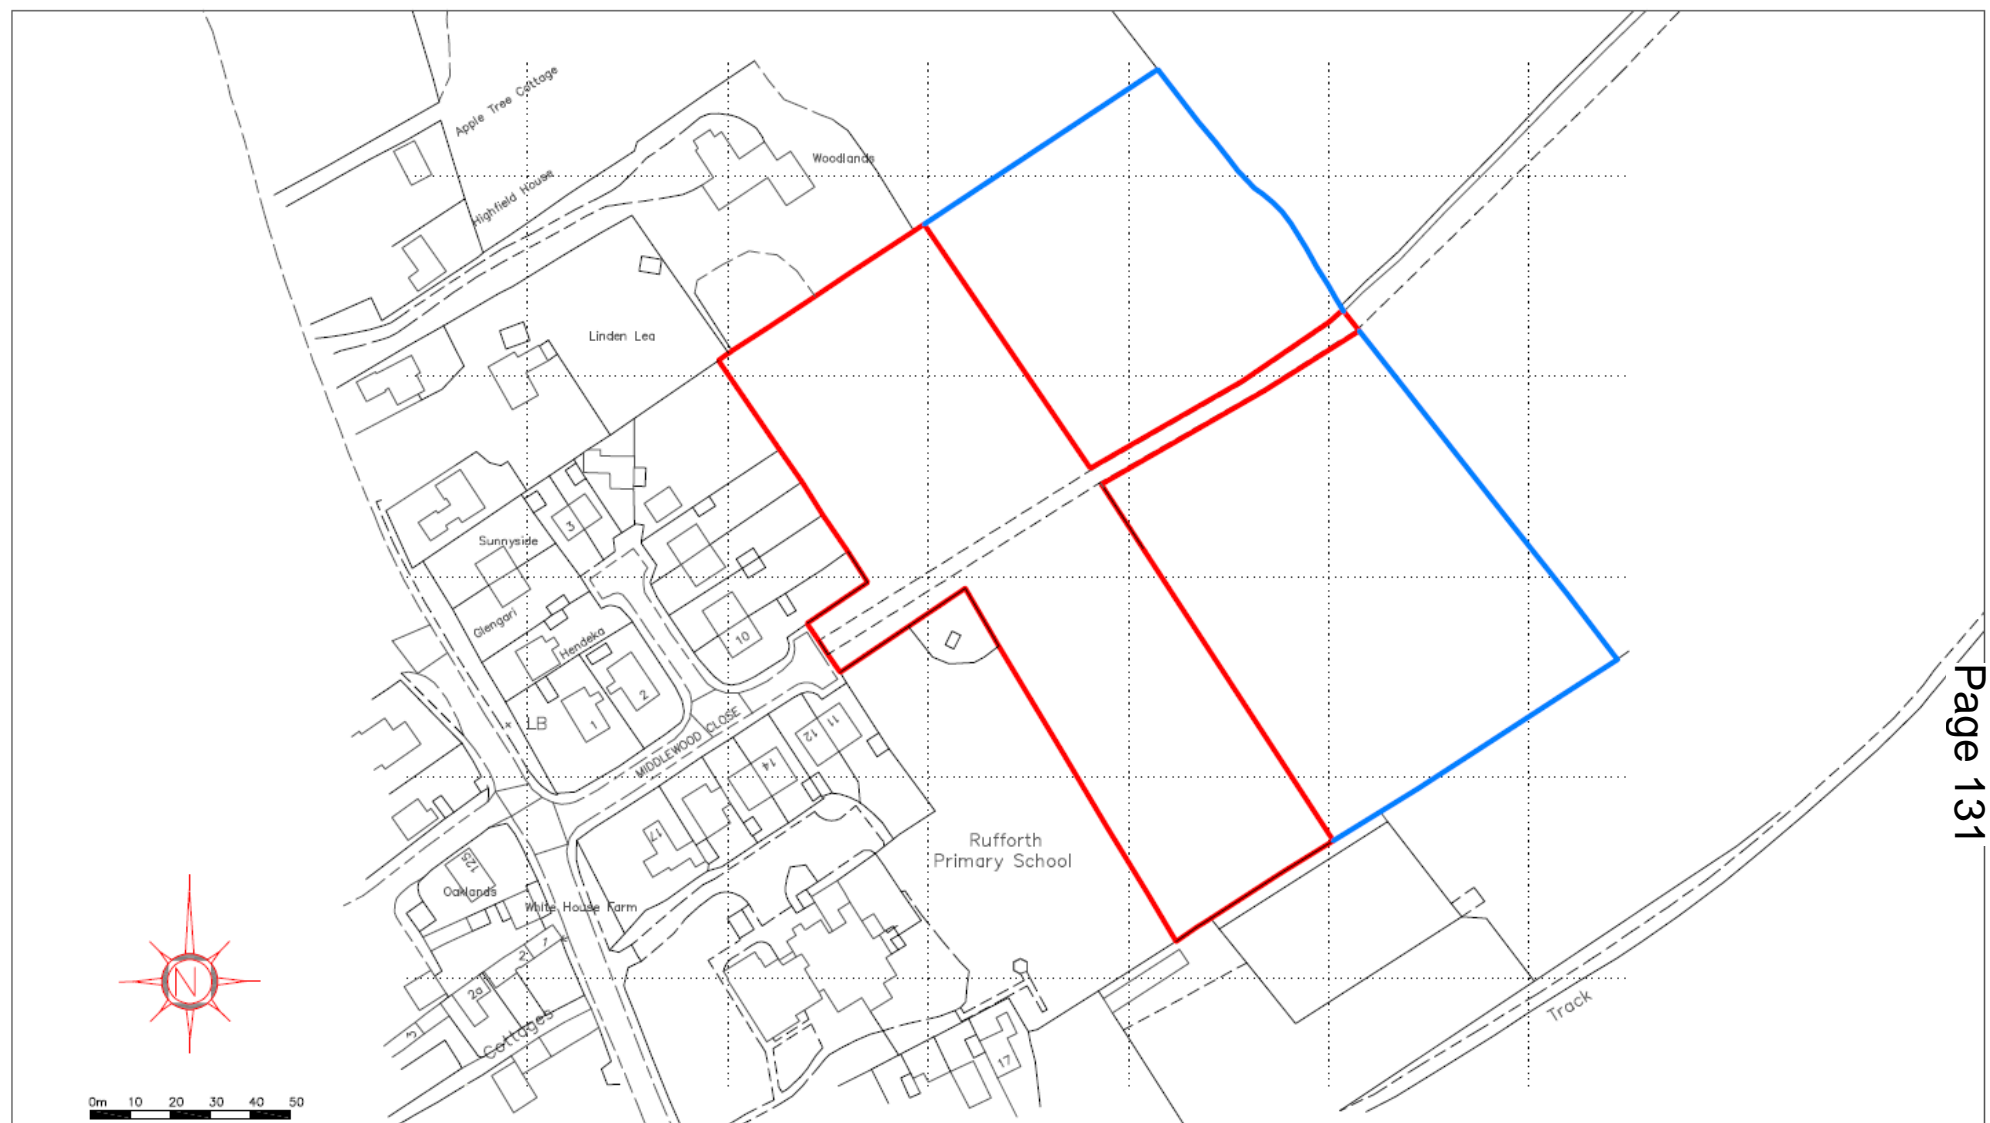 Apple Tree Cottage
Woodlands
Highfield House
Linden Lea
3
Sunnyside
Glengari
Hendeka
10
2
1
LB
MIDDLEWOOD CLOSE
11
12
14
17
Rufforth
Primary School
125
Oaklands
White House Farm
1
2
2a
3
Cottages
17
Track
N
0m 10 20 30 40 50
Page 131